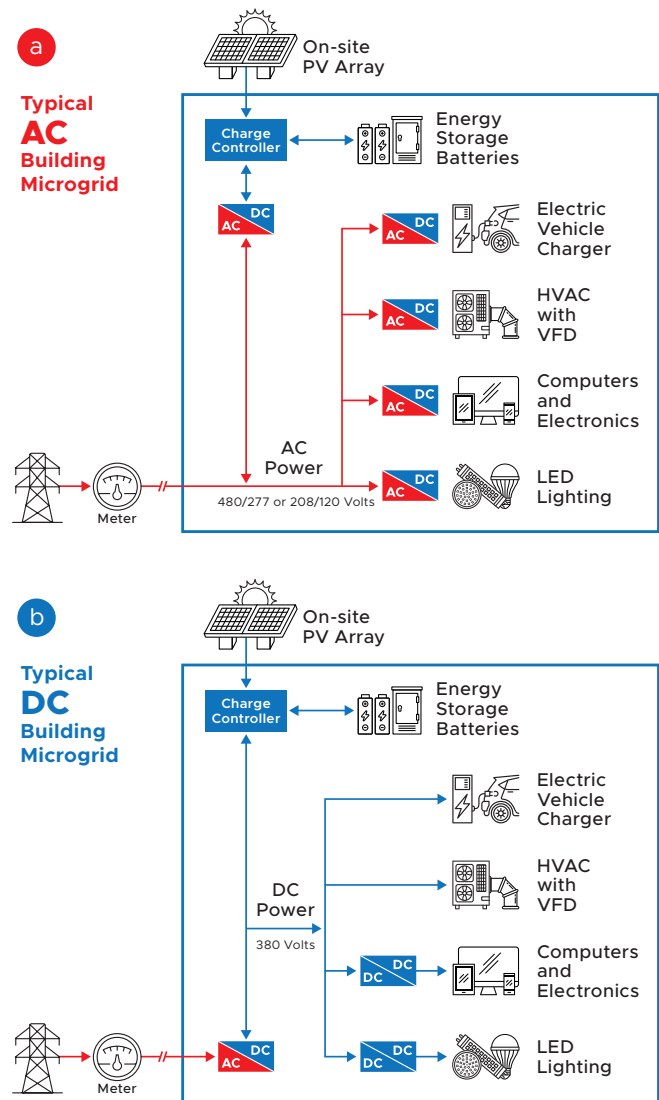 a
Typical
AC
Building
Microgrid
On-site
PV Array
Charge
Controller
Energy
Storage
Batteries
DC
AC
DC
AC
Electric
Vehicle
Charger
DC
AC
HVAC
with
VFD
DC
AC
Computers
and
Electronics
AC
Power
480/277 or 208/120 Volts
DC
AC
LED
Lighting
Meter
b
Typical
DC
Building
Microgrid
On-site
PV Array
Charge
Controller
Energy
Storage
Batteries
Electric
Vehicle
Charger
DC
Power
380 Volts
HVAC
with
VFD
DC
DC
Computers
and
Electronics
DC
AC
DC
DC
LED
Lighting
Meter